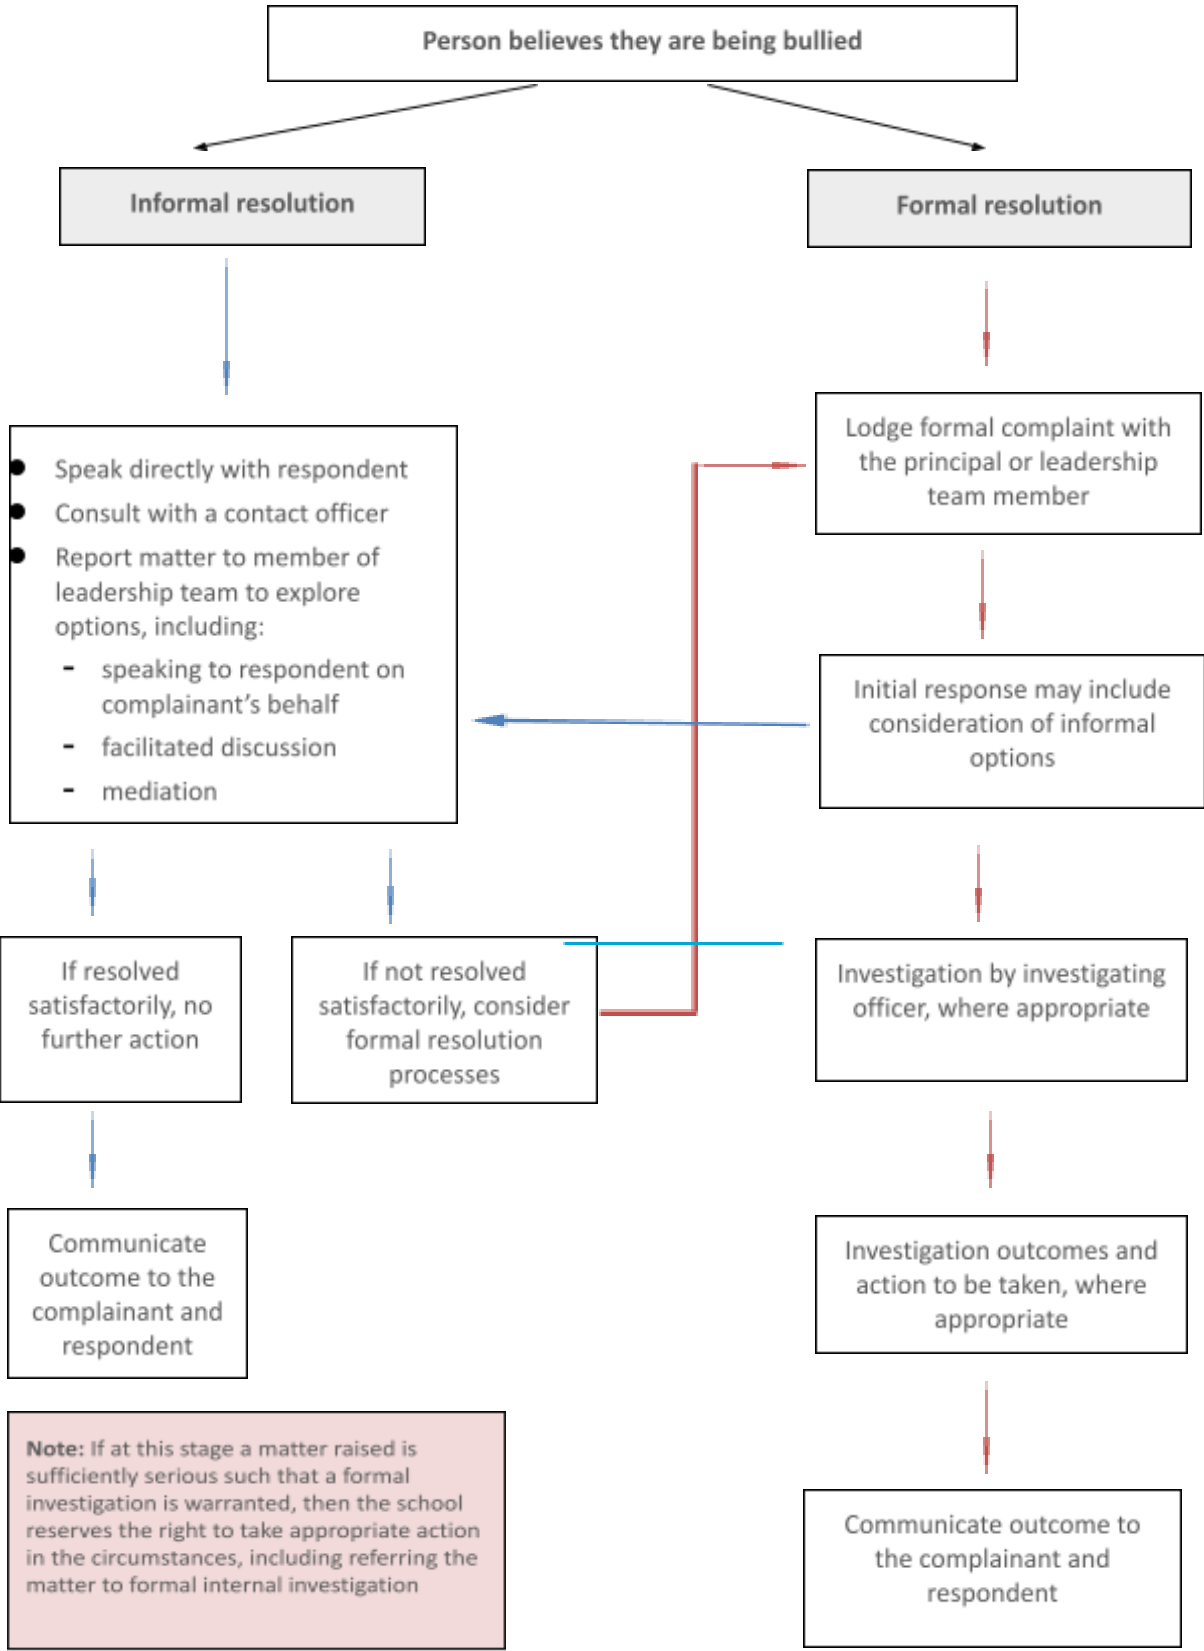 Person believes they are being bullied
Informal resolution
Formal resolution
● Speak directly with respondent
● Consult with a contact officer
● Report matter to member of
leadership team to explore
options, including:
- speaking to respondent on
complainant's behalf
- facilitated discussion
- mediation
Lodge formal complaint with
the principal or leadership
team member
Initial response may include
consideration of informal
options
If resolved
satisfactorily, no
further action
If not resolved
satisfactorily, consider
formal resolution
processes
Investigation by investigating
officer, where appropriate
Communicate
outcome to the
complainant and
respondent
Investigation outcomes and
action to be taken, where
appropriate
Note: If at this stage a matter raised is
sufficiently serious such that a formal
investigation is warranted, then the school
reserves the right to take appropriate action
in the circumstances, including referring the
matter to formal internal investigation
Communicate outcome to
the complainant and
respondent